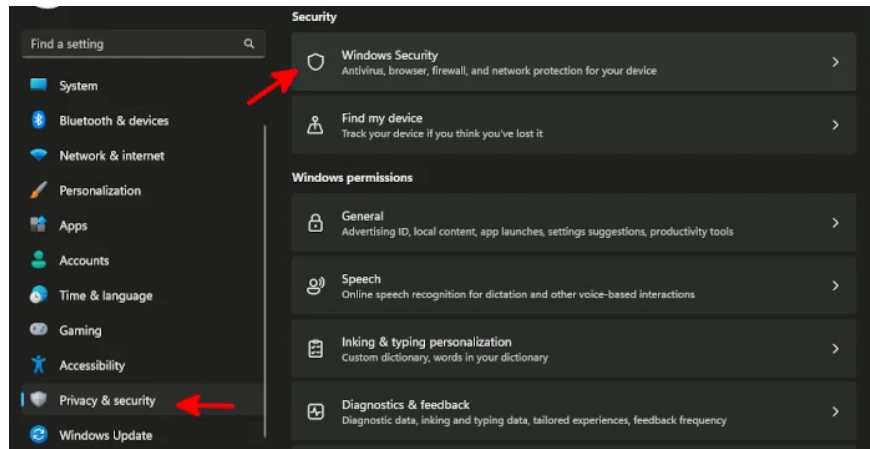 Find a setting
System
Bluetooth & devices
Network & internet
Personalization
Apps
Accounts
Time & language
Gaming
Accessibility
Privacy & security
Windows Update
Security
Windows Security
Antivirus, browser, firewall, and network protection for your device
Find my device
Track your device if you think you've lost it
Windows permissions
General
Advertising ID, local content, app launches, settings suggestions, productivity tools
Speech
Online speech recognition for dictation and other voice-based interactions
Inking & typing personalization
Custom dictionary, words in your dictionary
Diagnostics & feedback
Diagnostic data, inking and typing data, tailored experiences, feedback frequency